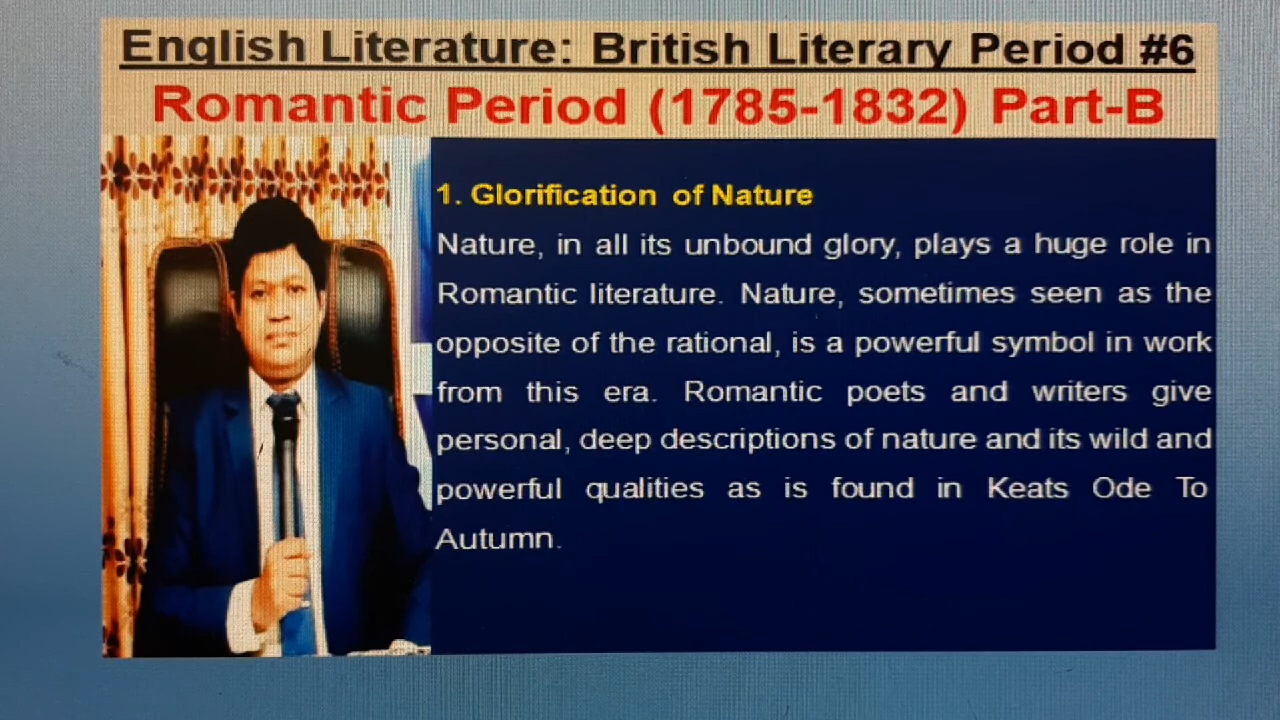 English Literature: British Literary Period #6
Romantic Period (1785-1832) Part-B
1. Glorification of Nature
Nature, in all its unbound glory, plays a huge role in
Romantic literature. Nature, sometimes seen as the
opposite of the rational, is a powerful symbol in work
from this era. Romantic poets and writers give
personal, deep descriptions of nature and its wild and
powerful qualities as is found in Keats Ode To
Autumn.